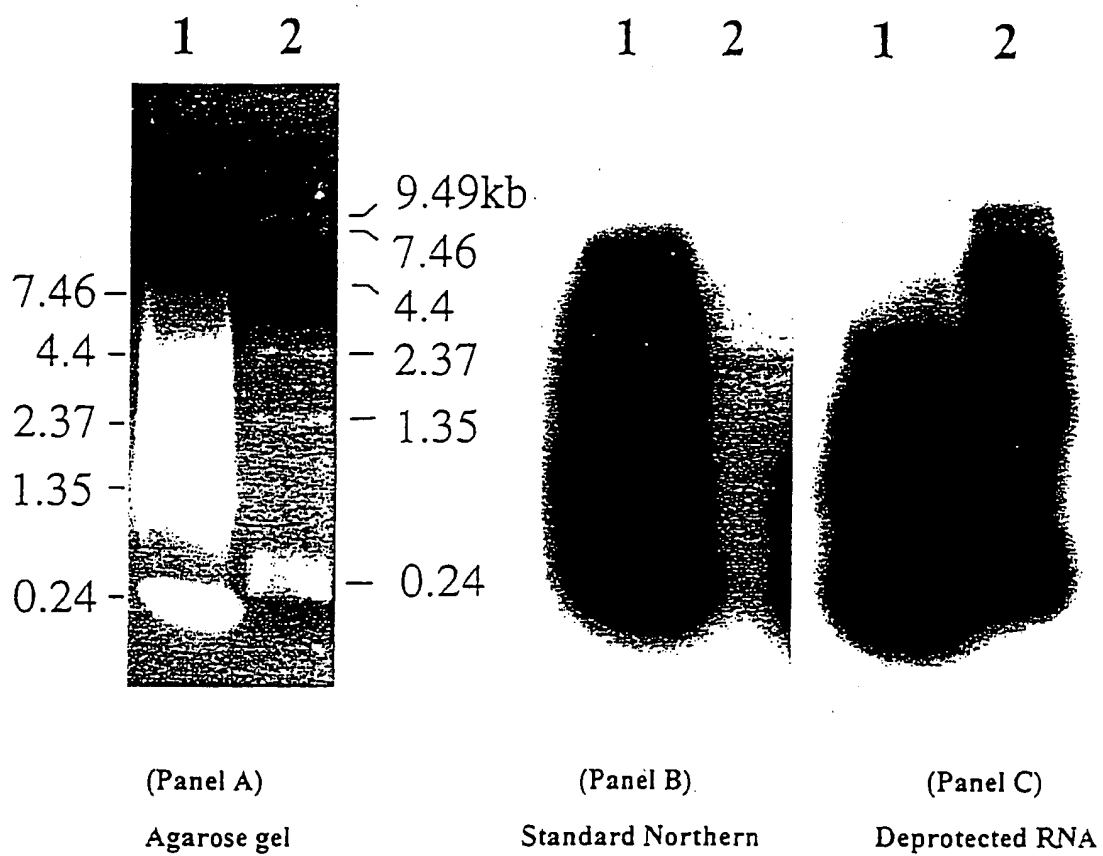 1 2
1 2
1 2
9.49kb
7.46
7.46
4.4
4.4
2.37
2.37
1.35
1.35
0.24
0.24
(Panel A)
(Panel B)
(Panel C)
Agarose gel
Standard Northern
Deprotected RNA